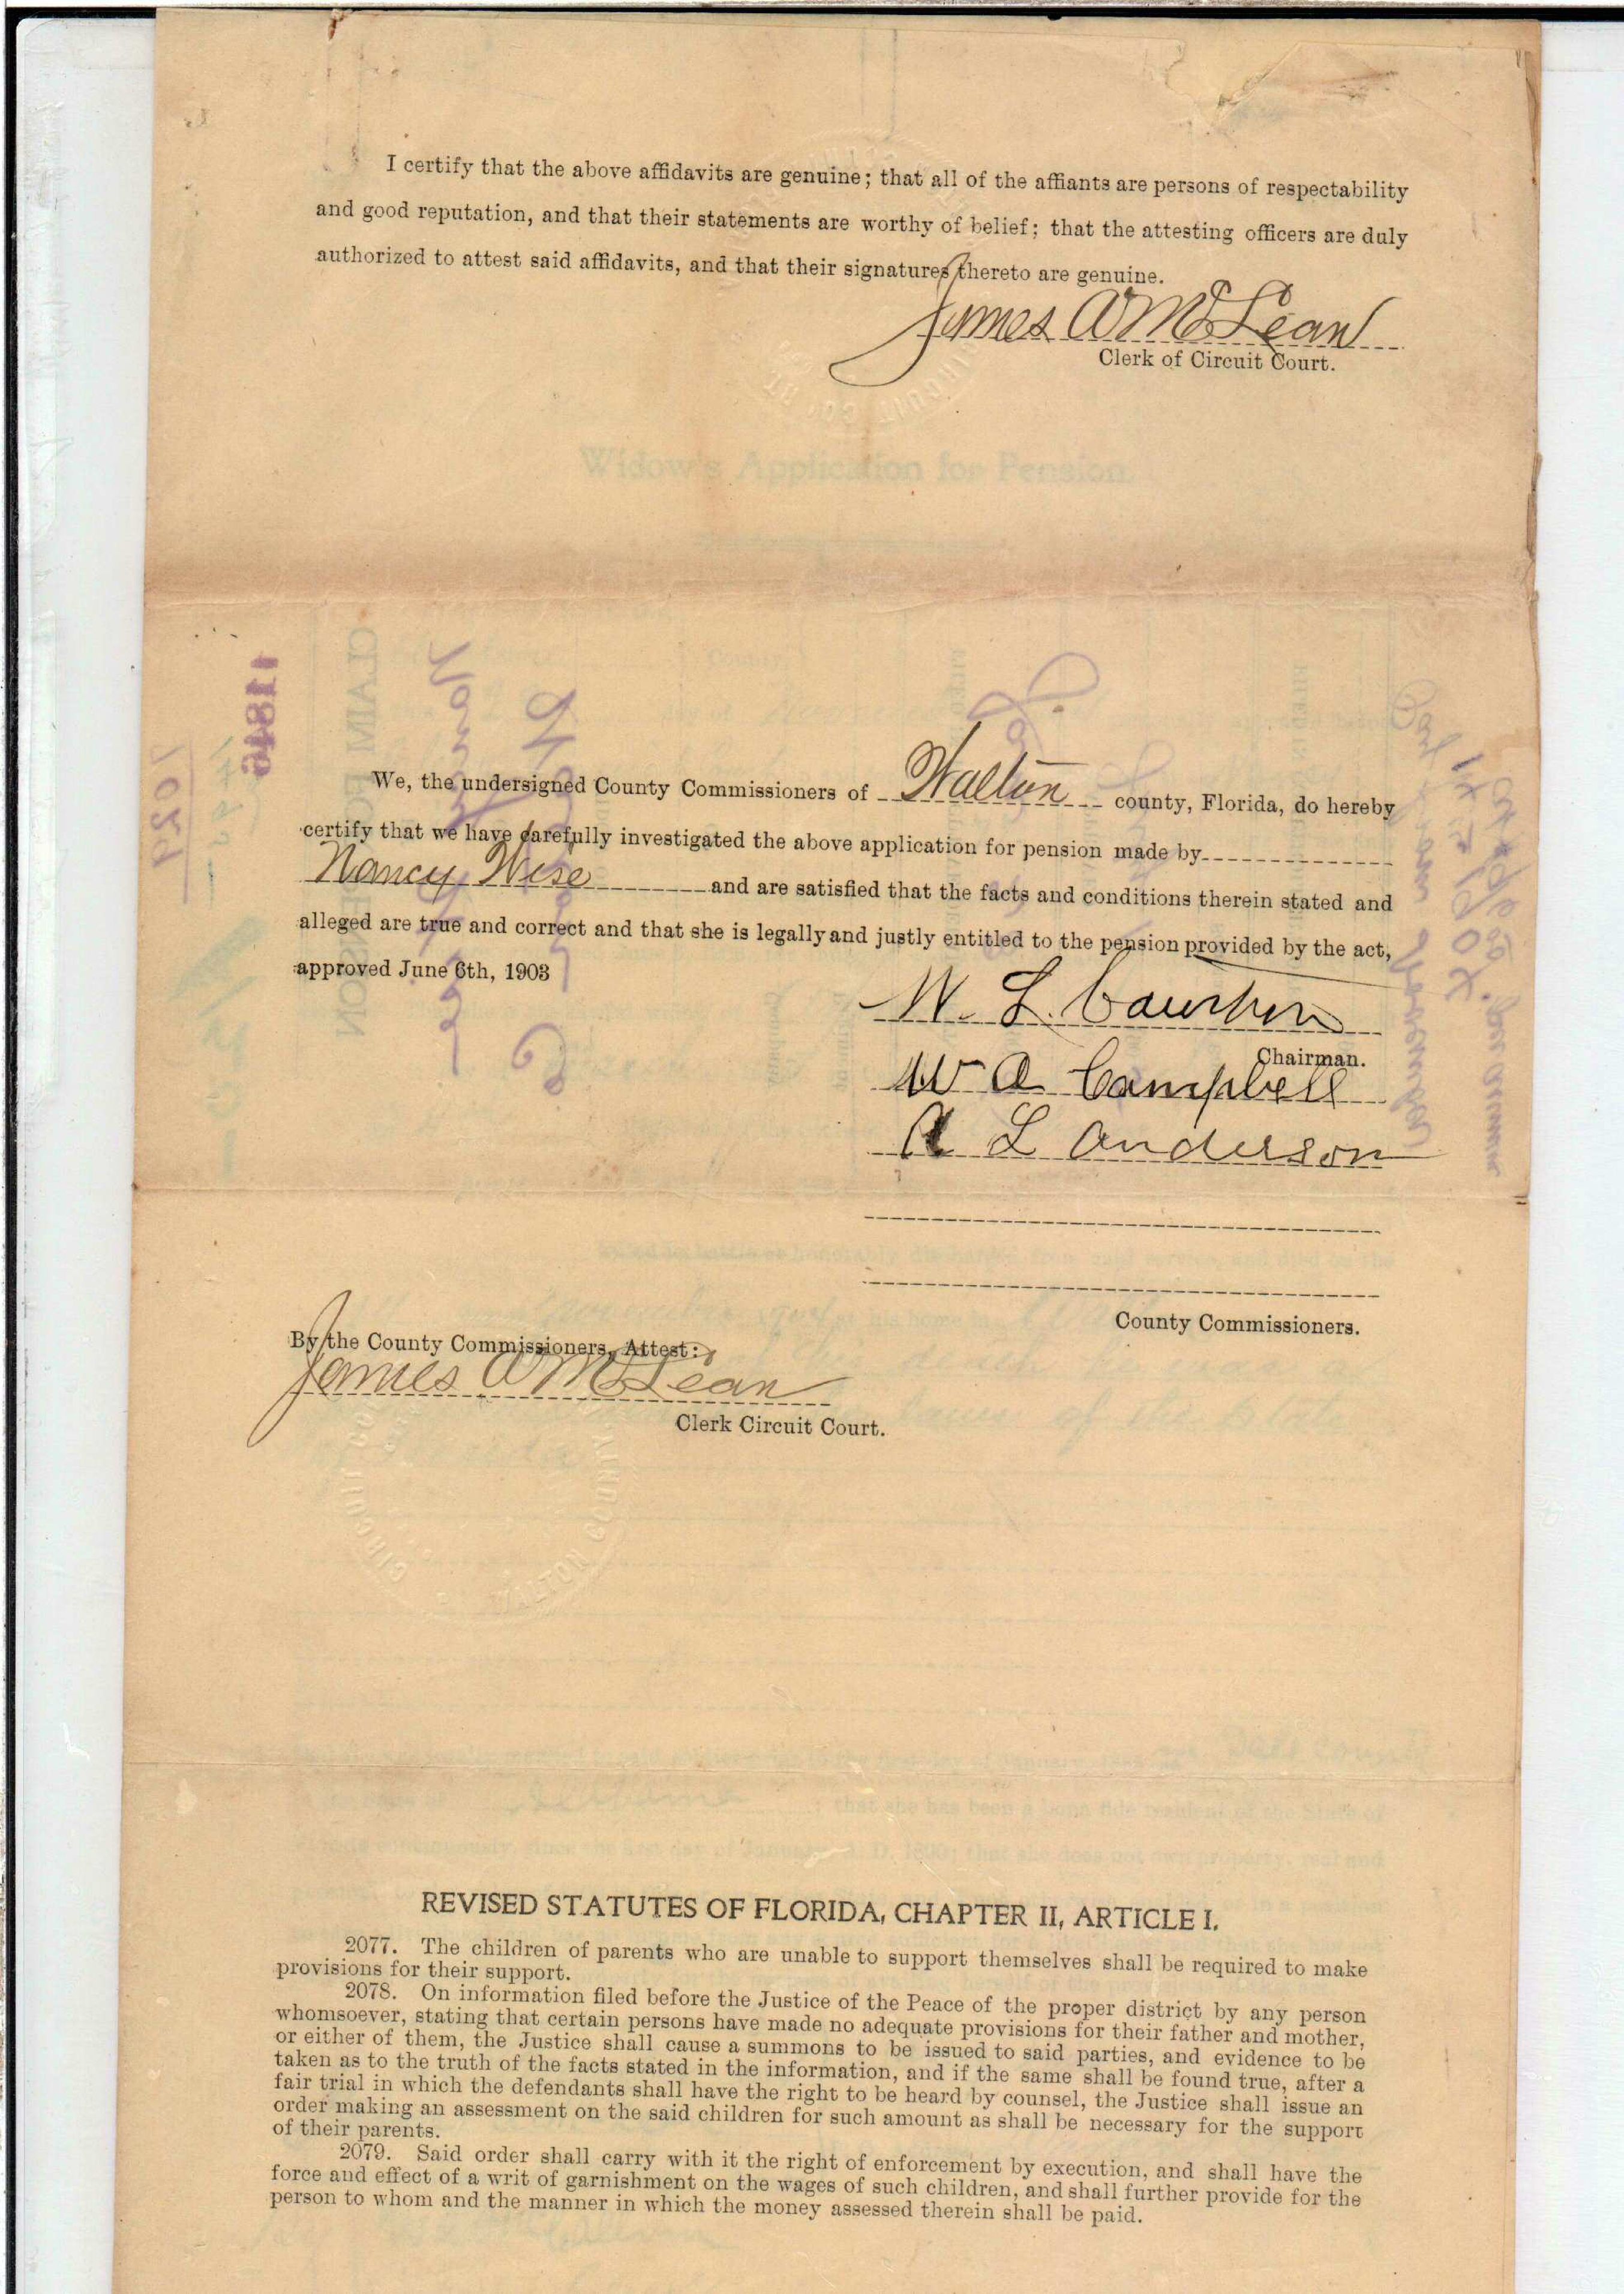 I certify that the above affidavits are genuine; that all of the affiants are persons of respectability
and good reputation, and that their statements are worthy of belief; that the attesting officers are duly
authorized to attest said affidavits, and that their signatures thereto are genuine.
James A McLean
Clerk of Circuit Court.
Widow's Application for Pension
We, the undersigned County Commissioners of Walton county, Florida, do hereby
certify that we have carefully investigated the above application for pension made by
Nancy Wise and are satisfied that the facts and conditions therein stated and
alleged are true and correct and that she is legally and justly entitled to the pension provided by the act,
approved June 6th, 1903
W. L.
Chairman.
W A Campbell
A L Anderson
County Commissioners.
By the County Commissioners, Attest:
James A McLean
Clerk Circuit Court.
REVISED STATUTES OF FLORIDA, CHAPTER II, ARTICLE I.
2077. The children of parents who are unable to support themselves shall be required to make
provisions for their support.
2078. On information filed before the Justice of the Peace of the proper district by any person
whomsoever, stating that certain persons have made no adequate provisions for their father and mother,
or either of them, the Justice shall cause a summons to be issued to said parties, and evidence to be
taken as to the truth of the facts stated in the information, and if the same shall be found true, after a
fair trial in which the defendants shall have the right to be heard by counsel, the Justice shall issue an
order making an assessment on the said children for such amount as shall be necessary for the support
of their parents.
2079. Said order shall carry with it the right of enforcement by execution, and shall have the
force and effect of a writ of garnishment on the wages of such children, and shall further provide for the
person to whom and the manner in which the money assessed therein shall be paid.